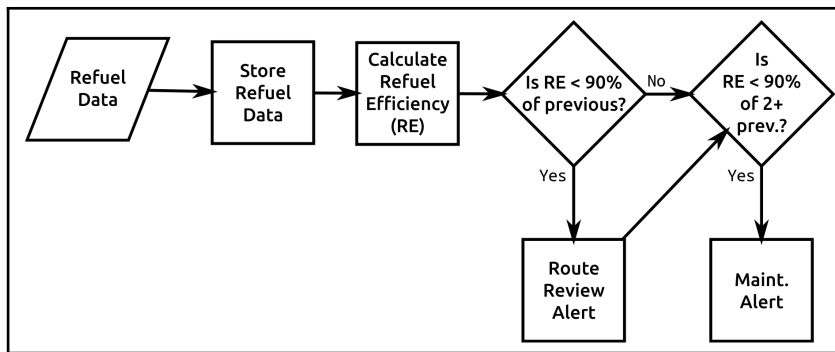 Refuel
Data
Store
Refuel
Data
Calculate
Refuel
Efficiency
(RE)
Is RE < 90%
of previous?
No
Yes
Is
RE < 90%
of 2+
prev.?
Yes
Route
Review
Alert
Maint.
Alert